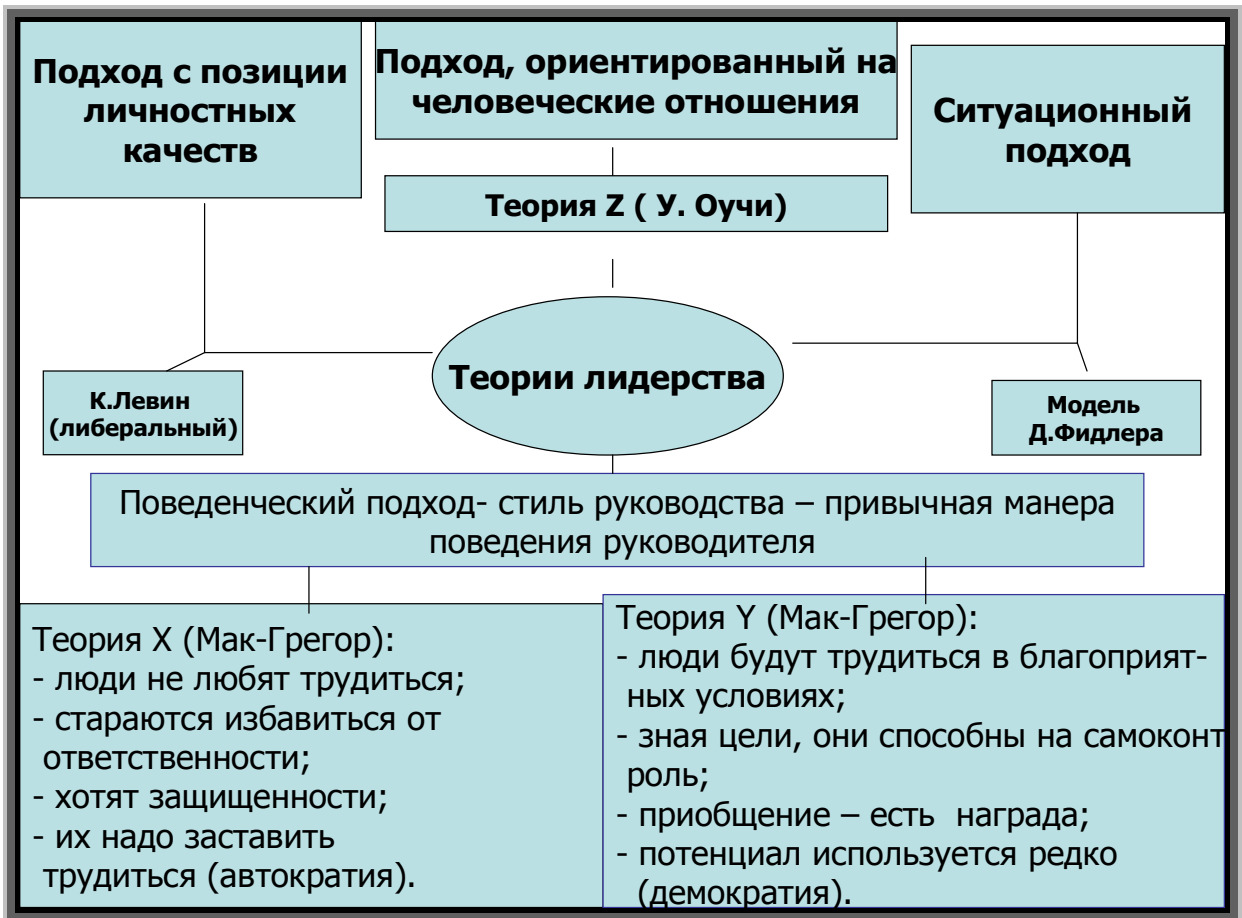 Подход с позиции
личностных
качеств
Подход, ориентированный на
человеческие отношения
Ситуационный
подход
Теория Z ( У. Оучи)
Теории лидерства
К.Левин
(либеральный)
Модель
Д.Фидлера
Поведенческий подход- стиль руководства – привычная манера
поведения руководителя
Теория X (Мак-Грегор):
- люди не любят трудиться;
- стараются избавиться от
ответственности;
- хотят защищенности;
- их надо заставить
трудиться (автократия).
Теория Y (Мак-Грегор):
- люди будут трудиться в благоприят-
ных условиях;
- зная цели, они способны на самоконт
роль;
- приобщение – есть  награда;
- потенциал используется редко
(демократия).